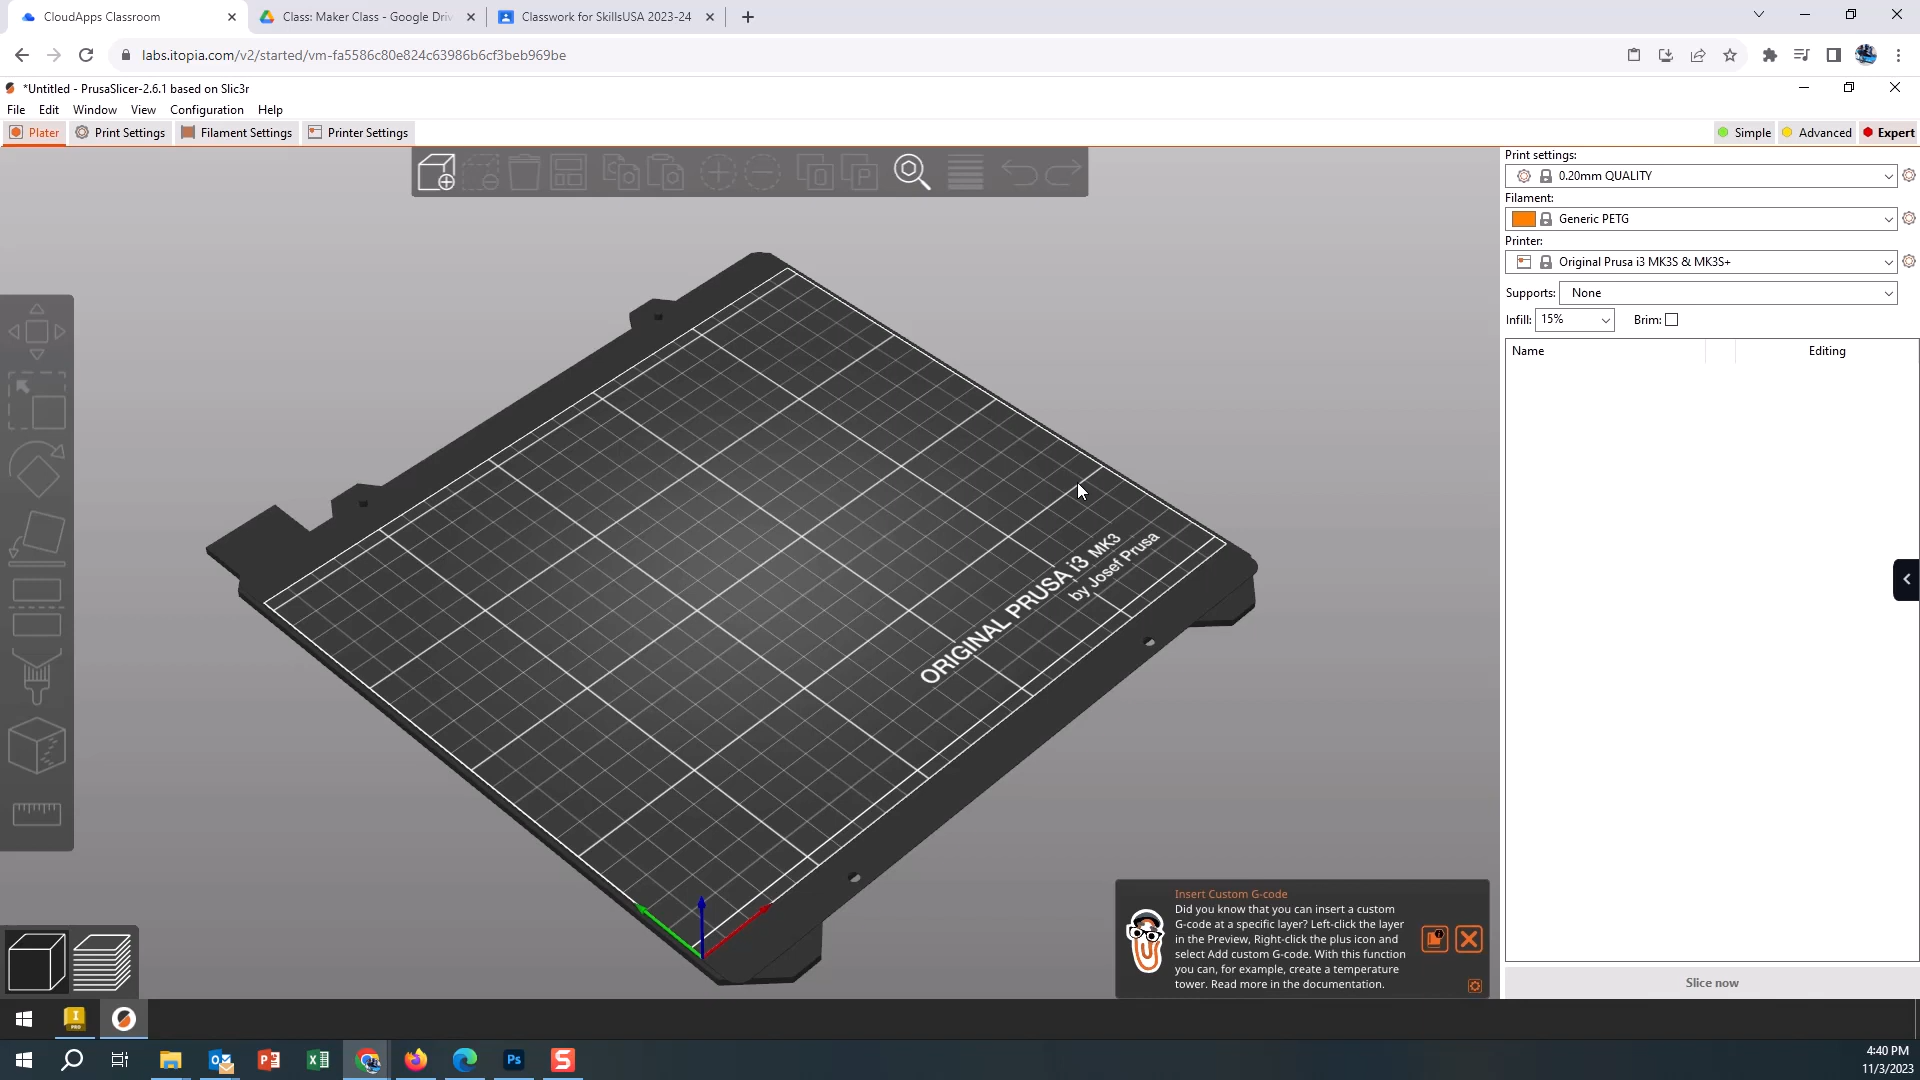 CloudApps Classroom
Class: Maker Class - Google Driv
Classwork for SkillsUSA 2023-24
labs.itopia.com/v2/started/vm-fa5586c80e824c63986b6cf3beb969be
*Untitled - PrusaSlicer-2.6.1 based on Slic3r
File Edit Window View Configuration Help
Plater Print Settings Filament Settings Printer Settings
Simple Advanced Expert
Print settings:
0.20mm QUALITY
Filament:
Generic PETG
Printer:
Original Prusa i3 MK3S & MK3S+
Supports: None
Infill: 15% Brim:
Name Editing
ORIGINAL PRUSA i3 MK3
by Josef Prusa
Insert Custom G-code
Did you know that you can insert a custom
G-code at a specific layer? Left-click the layer
in the Preview, Right-click the plus icon and
select Add custom G-code. With this function
you can, for example, create a temperature
tower. Read more in the documentation.
Slice now
I
PRO
P
Ps
S
4:40 PM
11/3/2023